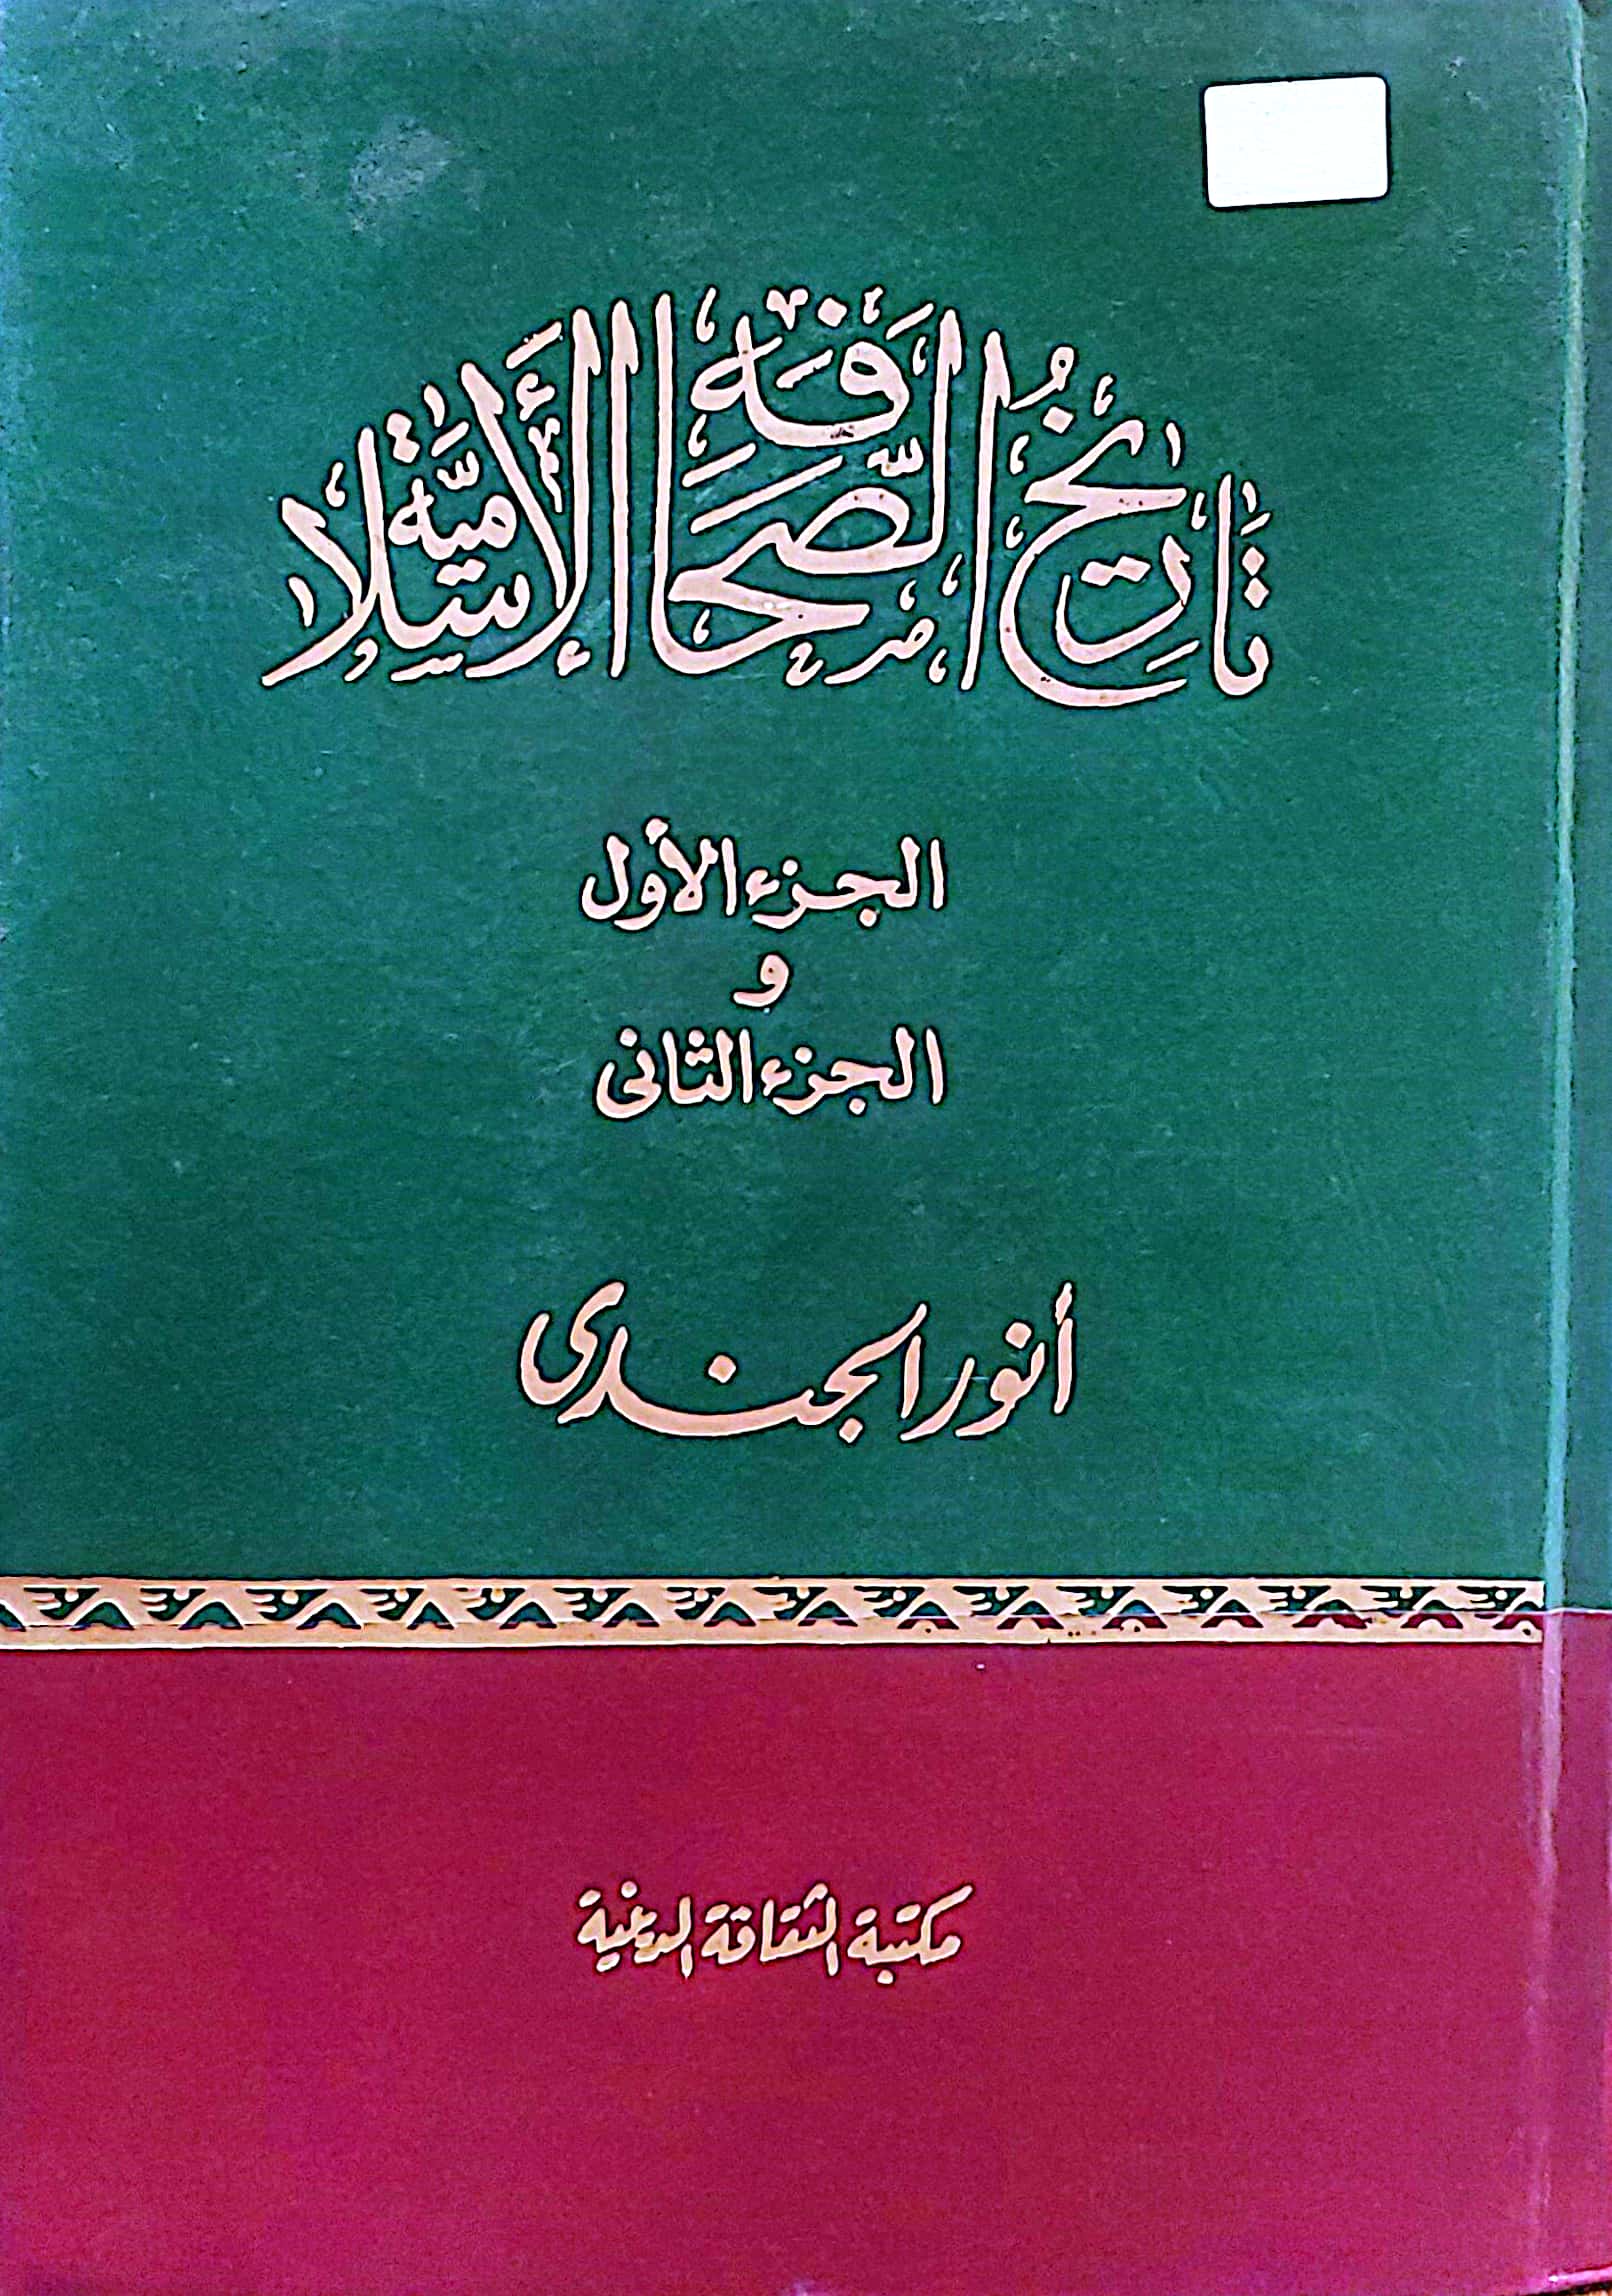 تاريخ الصحافة الإسلامية
الجزء الأول
و
الجزء الثانى
أنور الجندى
مكتبة الثقافة الدينية